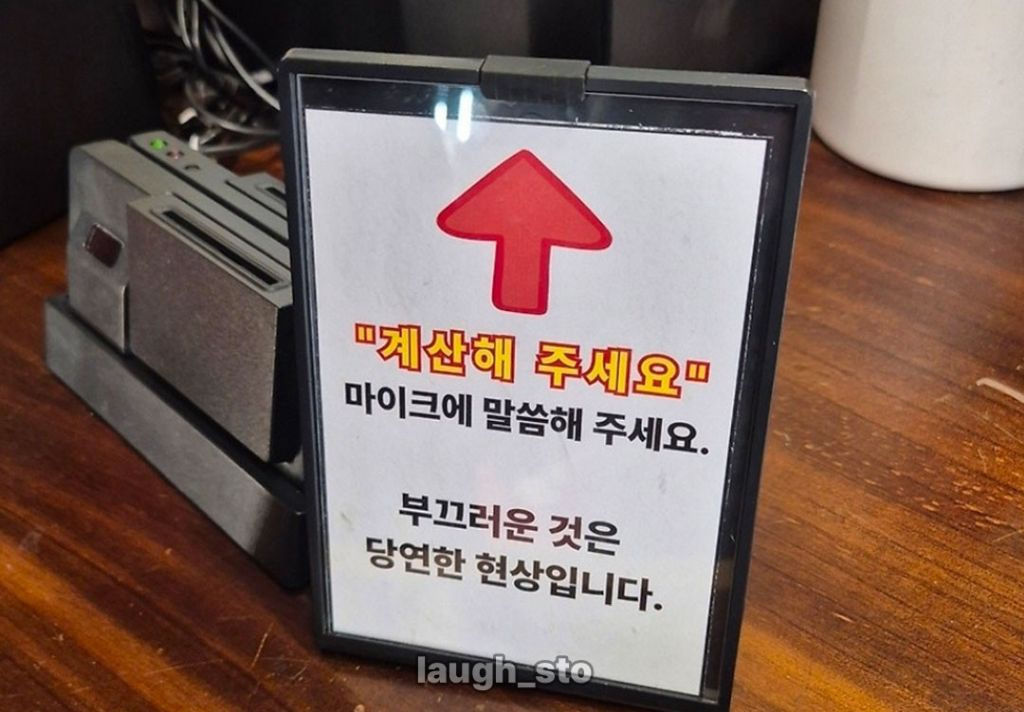 "계산해 주세요"
마이크에 말씀해 주세요.
부끄러운 것은
당연한 현상입니다.
laugh_sto